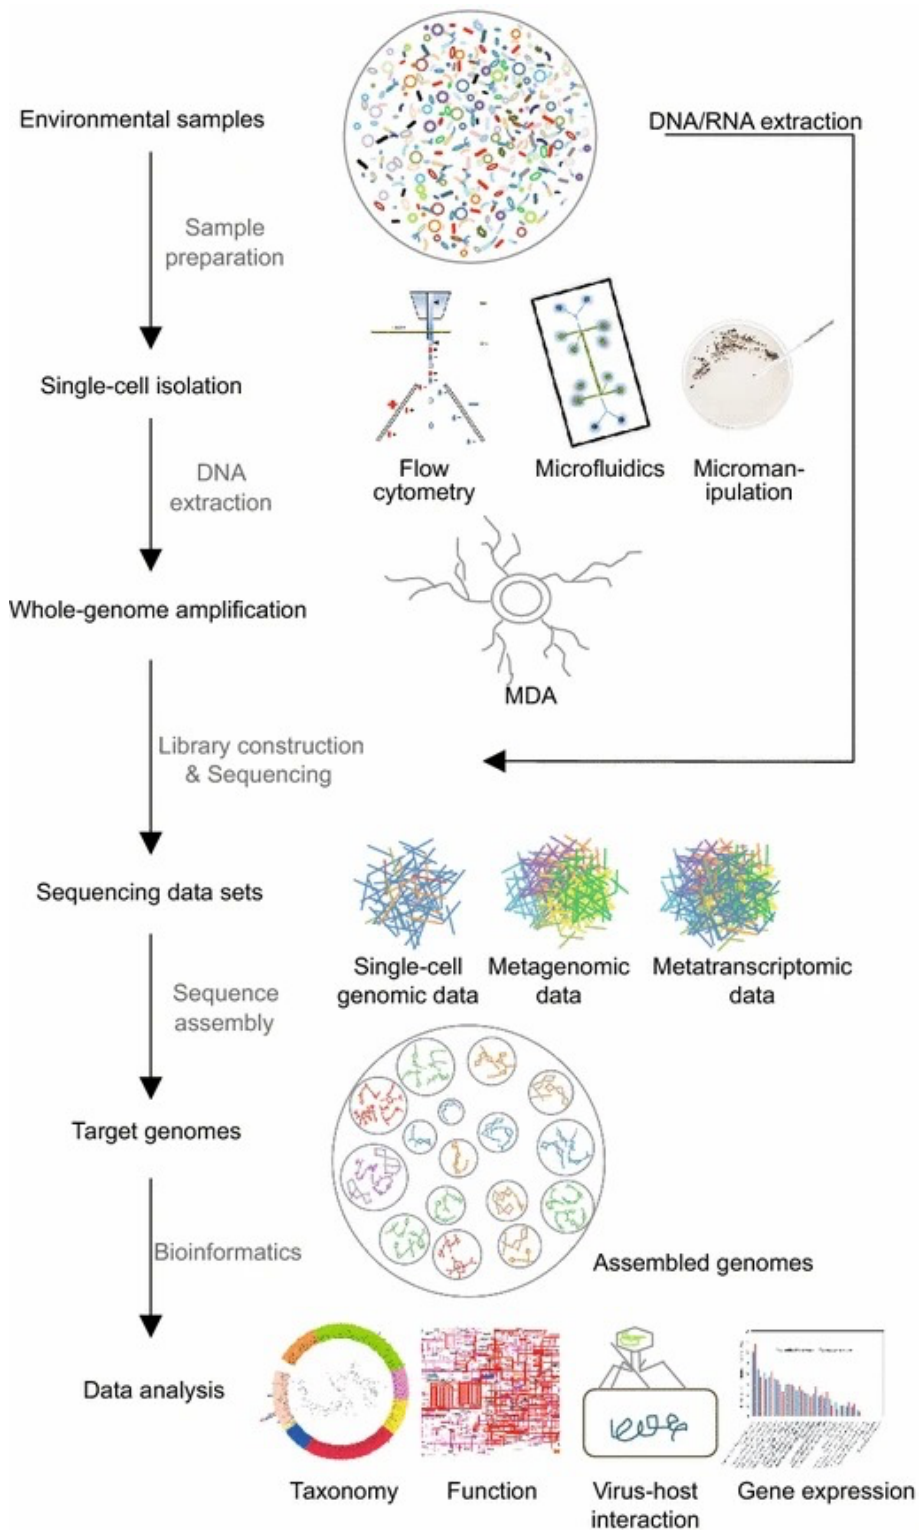 Environmental samples
DNA/RNA extraction
Sample
preparation
Single-cell isolation
Flow
cytometry
Microfluidics
Microman-
ipulation
DNA
extraction
Whole-genome amplification
MDA
Library construction
& Sequencing
Sequencing data sets
Single-cell
genomic data
Metagenomic
data
Metatranscriptomic
data
Sequence
assembly
Target genomes
Assembled genomes
Bioinformatics
Data analysis
Taxonomy
Function
Virus-host
interaction
Gene expression